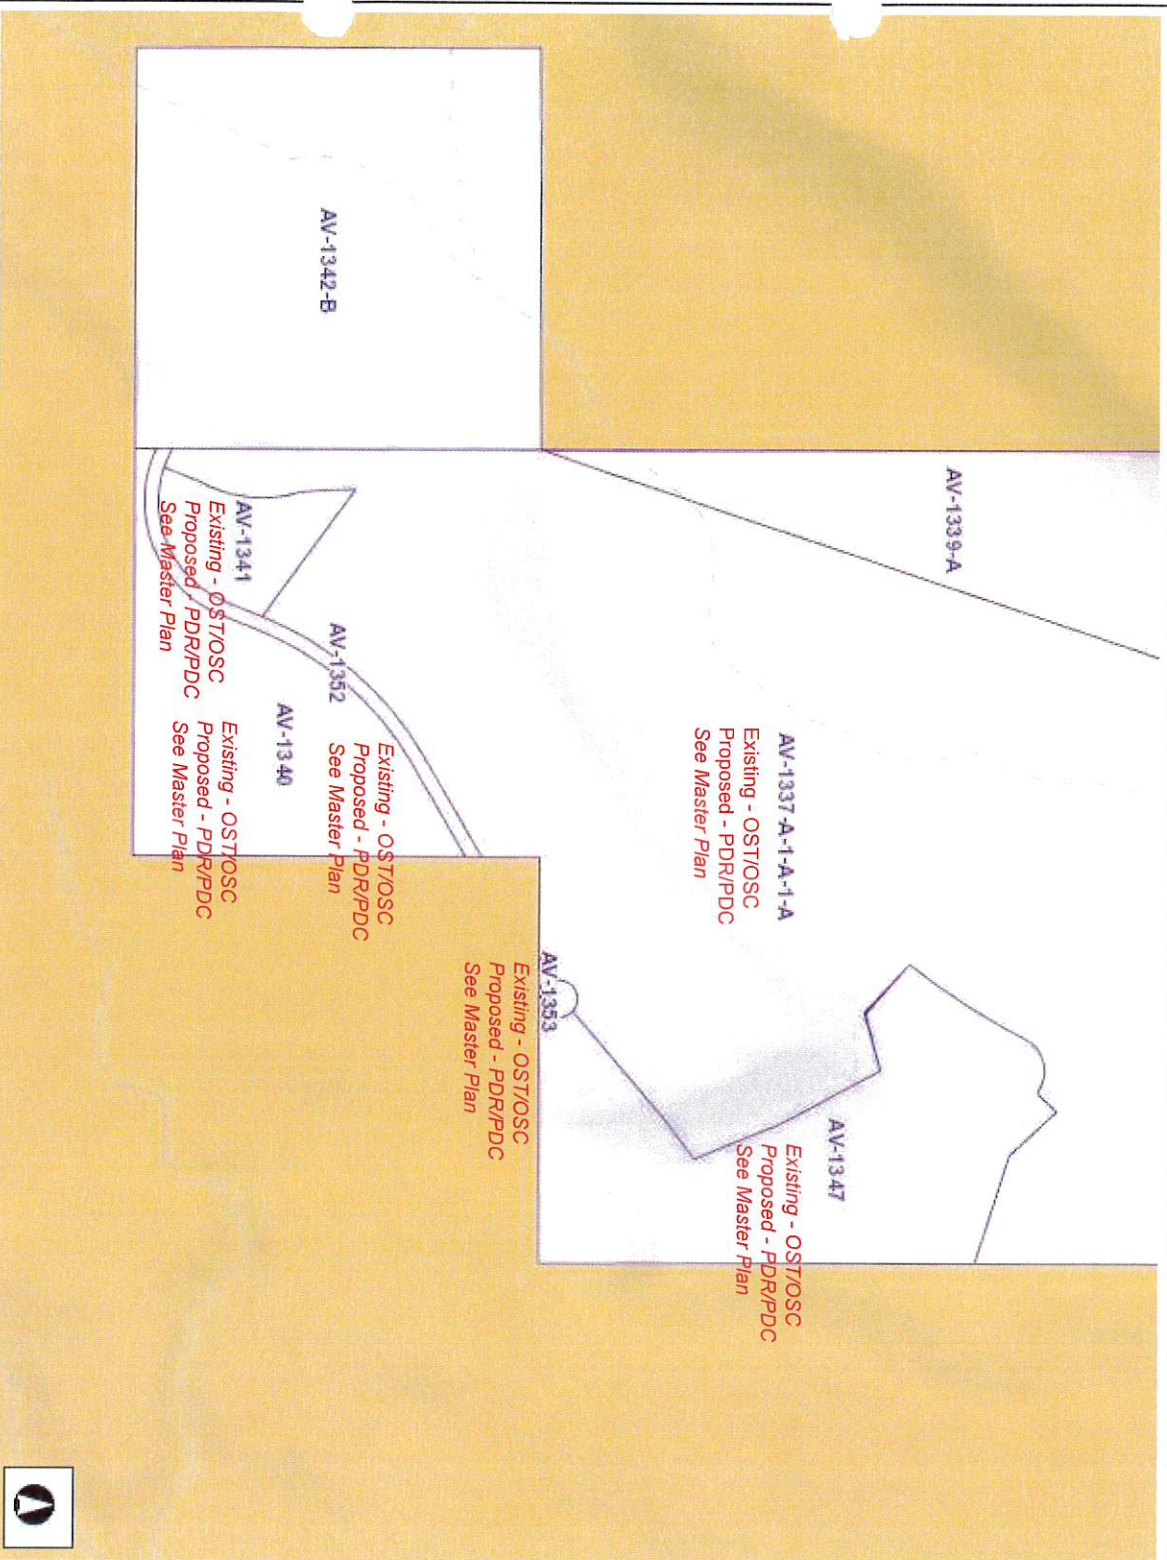 AV-1339-A
AV-1337-A-1-A-1-A
Existing - OST/OSC
Proposed - PDR/PDC
See Master Plan
AV-1347
Existing - OST/OSC
Proposed - PDR/PDC
See Master Plan
AV-1353
Existing - OST/OSC
Proposed - PDR/PDC
See Master Plan
AV-1342-B
AV-1352
Existing - OST/OSC
Proposed - PDR/PDC
See Master Plan
AV-1340
Existing - OST/OSC
Proposed - PDR/PDC
See Master Plan
AV-1341
Existing - OST/OSC
Proposed - PDR/PDC
See Master Plan